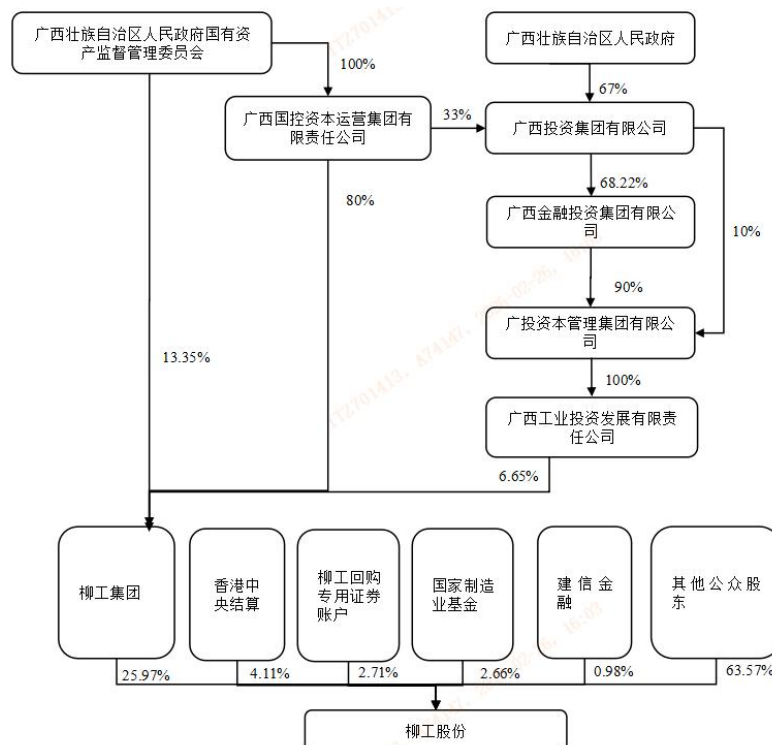 广西壮族自治区人民政府国有资
产监督管理委员会
广西壮族自治区人民政府
100%
67%
广西国控资本运营集团有
限责任公司
33%
广西投资集团有限公司
68.22%
80%
广西金融投资集团有限公
司
10%
90%
广投资本管理集团有限公
司
13.35%
100%
广西工业投资发展有限责
任公司
6.65%
柳工集团
香港中
央结算
柳工回购
专用证券
账户
国家制造
业基金
建信金
融
其他公众股
东
25.97%
4.11%
2.71%
2.66%
0.98%
63.57%
柳工股份